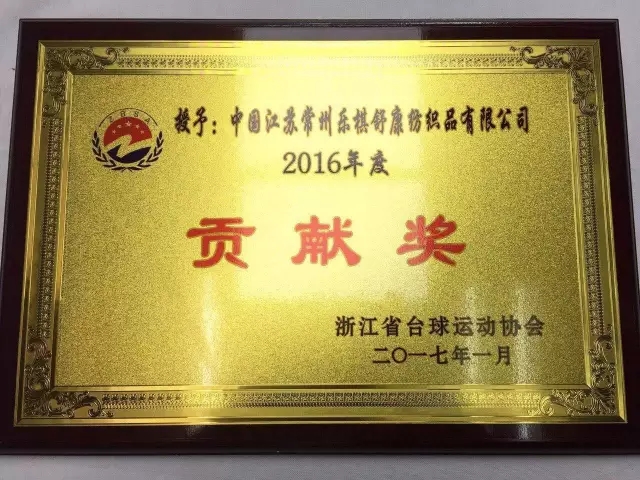 授予：中国江苏常州乐棋舒康纺织品有限公司
2016年度
贡献奖
浙江省台球运动协会
二〇一七年一月